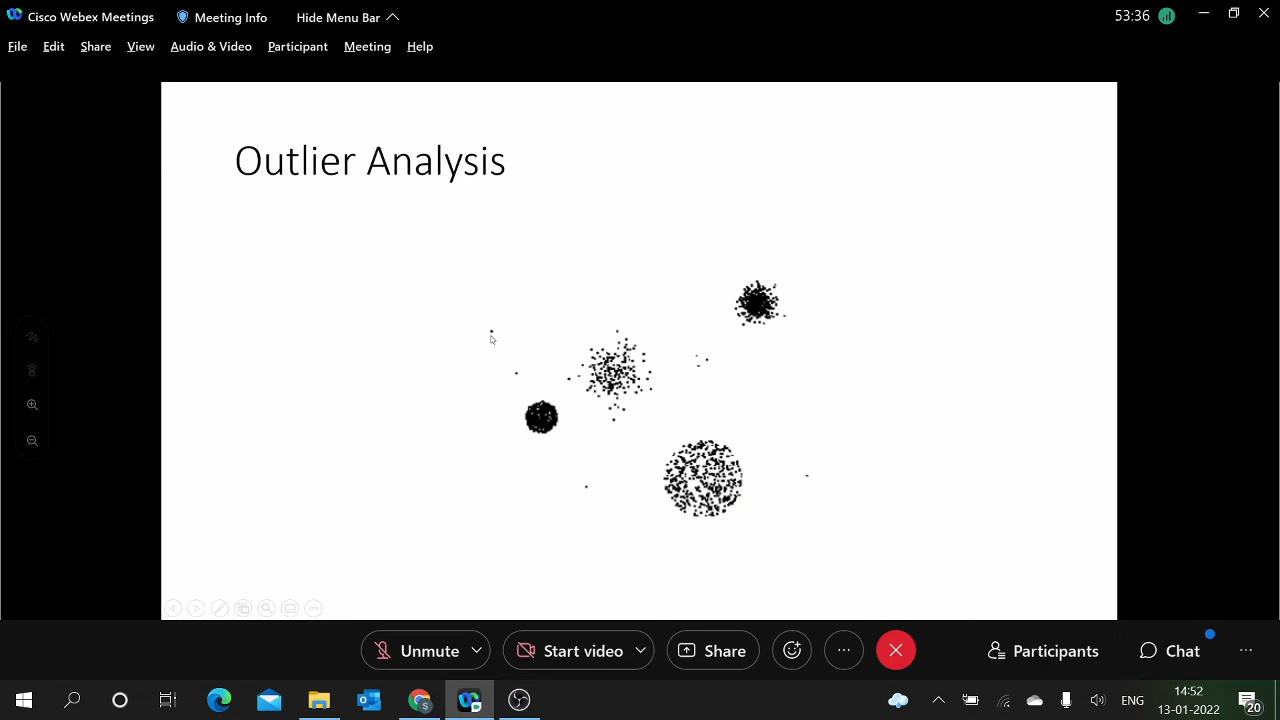 Cisco Webex Meetings Meeting Info Hide Menu Bar 53:36
File Edit Share View Audio & Video Participant Meeting Help
Outlier Analysis
Unmute Start video Share Participants Chat
ENG 14:52
13-01-2022 20